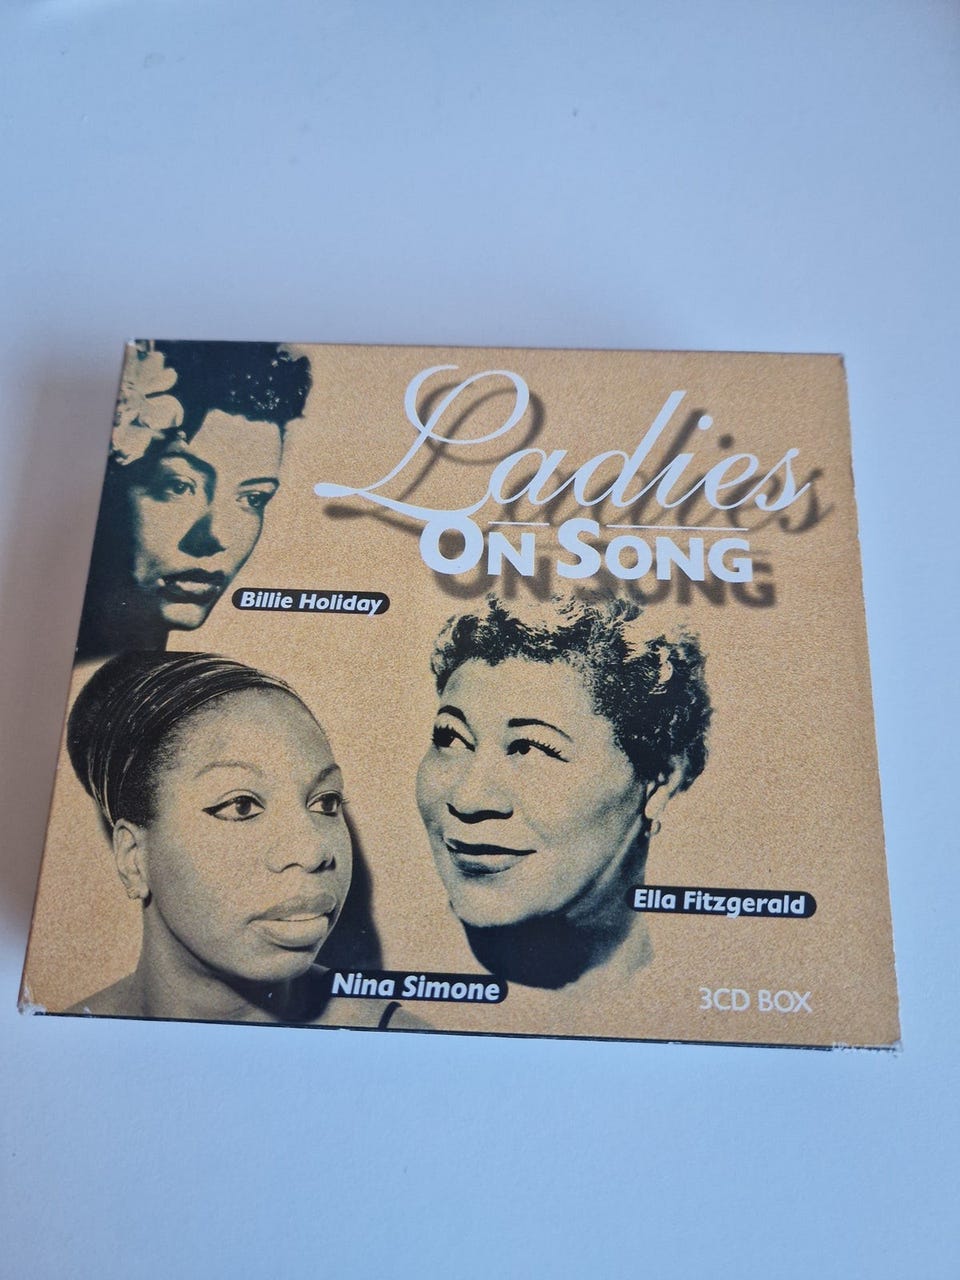 Ladies
ON SONG
Billie Holiday
Ella Fitzgerald
Nina Simone
3CD BOX